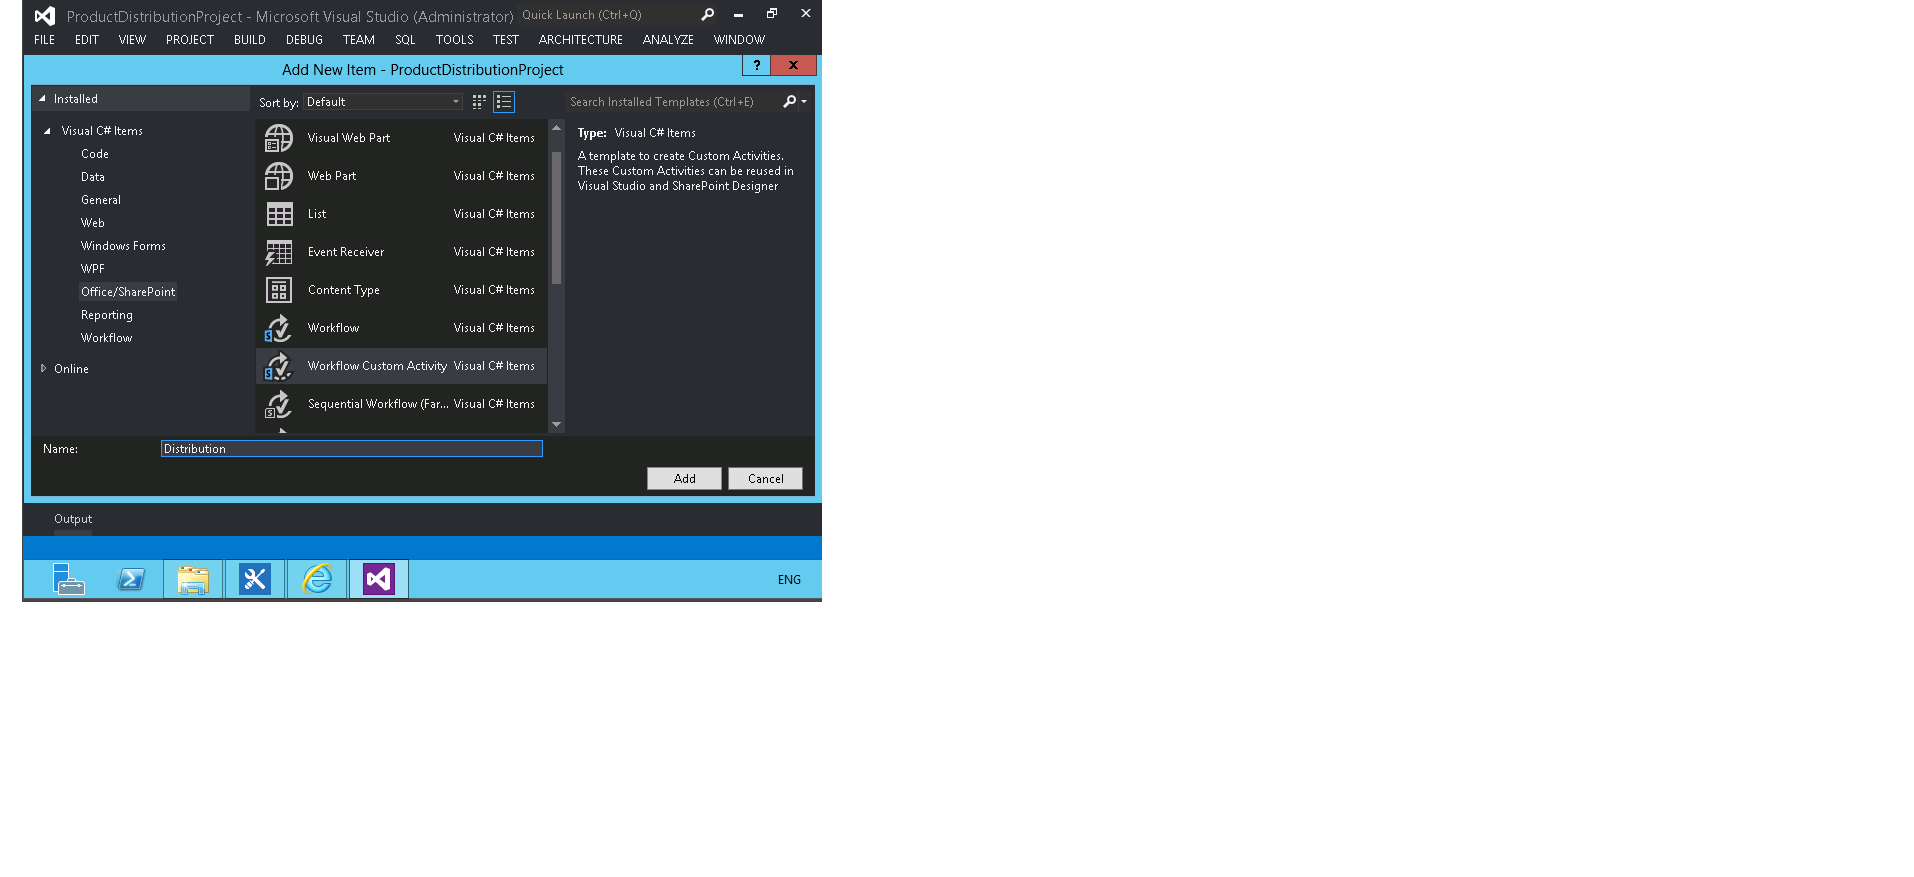 ProductDistributionProject - Microsoft Visual Studio (Administrator) Quick Launch (Ctrl+Q)
FILE EDIT VIEW PROJECT BUILD DEBUG TEAM SQL TOOLS TEST ARCHITECTURE ANALYZE WINDOW
Add New Item - ProductDistributionProject ? x
Installed
Sort by: Default
Search Installed Templates (Ctrl+E)
Visual C# Items
Code
Data
General
Web
Windows Forms
WPF
Office/SharePoint
Reporting
Workflow
Online
Visual Web Part Visual C# Items
Web Part Visual C# Items
List Visual C# Items
Event Receiver Visual C# Items
Content Type Visual C# Items
Workflow Visual C# Items
Workflow Custom Activity Visual C# Items
Sequential Workflow (Far... Visual C# Items
Type: Visual C# Items
A template to create Custom Activities.
These Custom Activities can be reused in
Visual Studio and SharePoint Designer
Name: Distribution
Add Cancel
Output
ENG